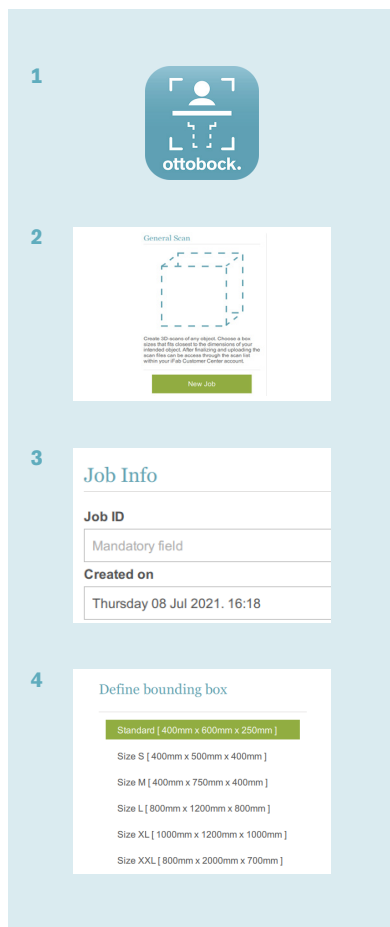 1
ottobock.
2
General Scan
Create 3D-scans of any object. Choose a box
sizes that fits closest to the dimensions of your
intended object. After finalizing and uploading the
scan files can be access through the scan list
within your iFab Customer Center account.
New Job
3
Job Info
Job ID
Mandatory field
Created on
Thursday 08 Jul 2021. 16:18
4
Define bounding box
Standard [ 400mm x 600mm x 250mm ]
Size S [ 400mm x 500mm x 400mm ]
Size M [ 400mm x 750mm x 400mm ]
Size L [ 800mm x 1200mm x 800mm ]
Size XL [ 1000mm x 1200mm x 1000mm ]
Size XXL [ 800mm x 2000mm x 700mm ]